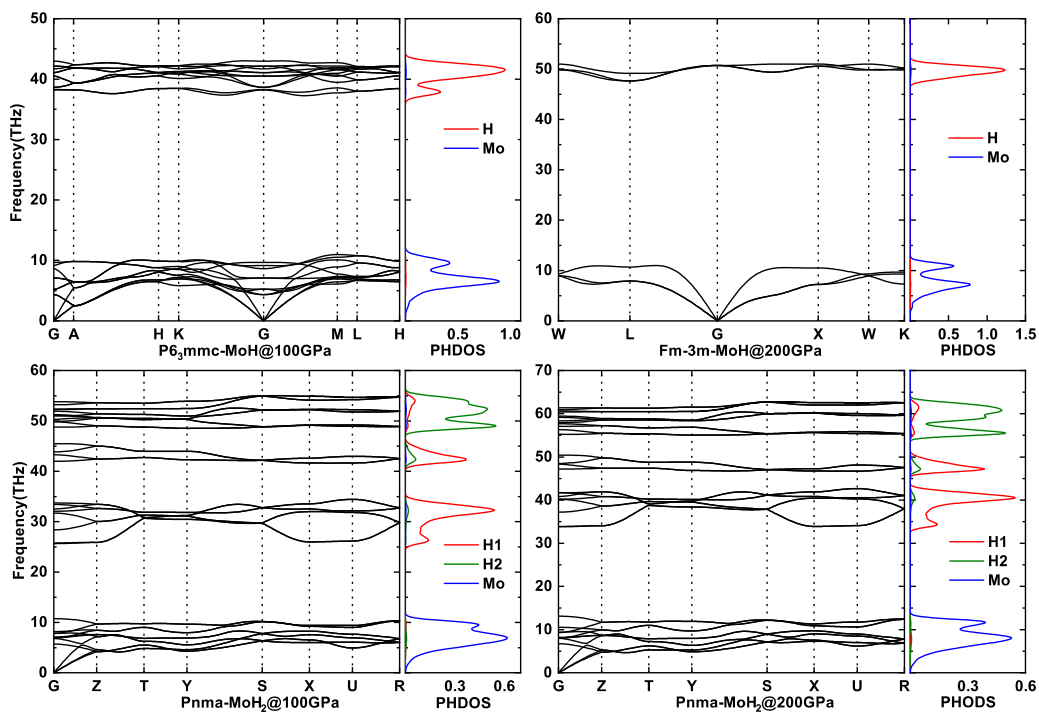 50
40
30
20
10
0
Frequency(THz)
H
Mo
G A H K G M L H
0.5 1.0
P6₃mmc-MoH@100GPa
PHDOS
60
50
40
30
20
10
0
H
Mo
W L G X W K
0.5 1.0 1.5
Fm-3m-MoH@200GPa
PHDOS
60
50
40
30
20
10
0
Frequency(THz)
H1
H2
Mo
G Z T Y S X U R
0.3 0.6
Pnma-MoH₂@100GPa
PHDOS
70
60
50
40
30
20
10
0
H1
H2
Mo
G Z T Y S X U R
0.3 0.6
Pnma-MoH₂@200GPa
PHODS